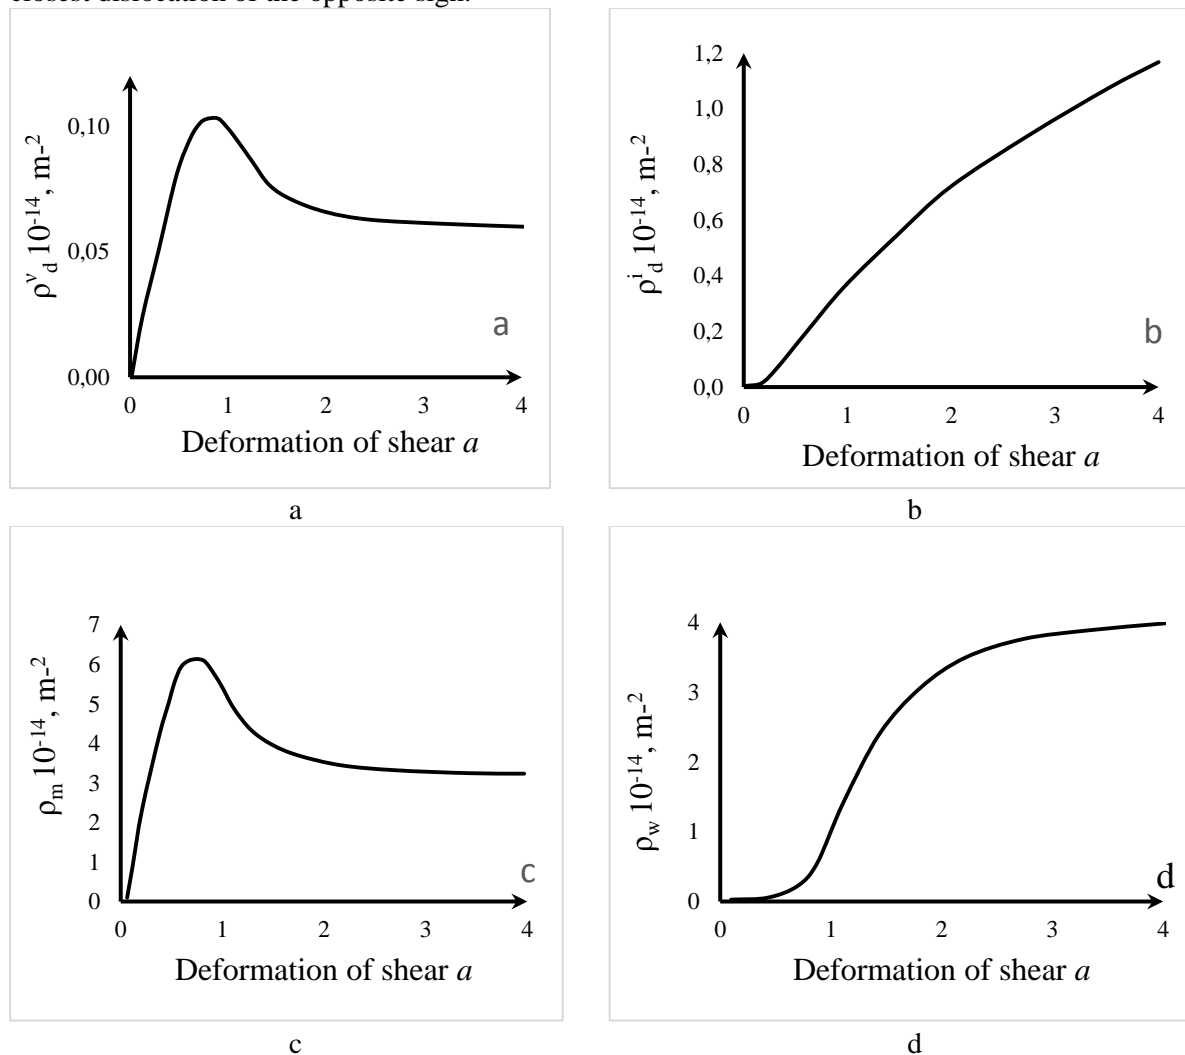 closest dislocation of the opposite sign.
0,10
0,05
0,00
ρᵛd 10⁻¹⁴, m-²
0 1 2 3 4
Deformation of shear a
a
a
1,2
1,0
0,8
0,6
0,4
0,2
0,0
ρⁱd 10⁻¹⁴, m-²
0 1 2 3 4
Deformation of shear a
b
b
7
6
5
4
3
2
1
0
ρm 10⁻¹⁴, m-²
0 1 2 3 4
Deformation of shear a
c
c
4
3
2
1
0
ρw 10⁻¹⁴, m-²
0 1 2 3 4
Deformation of shear a
d
d